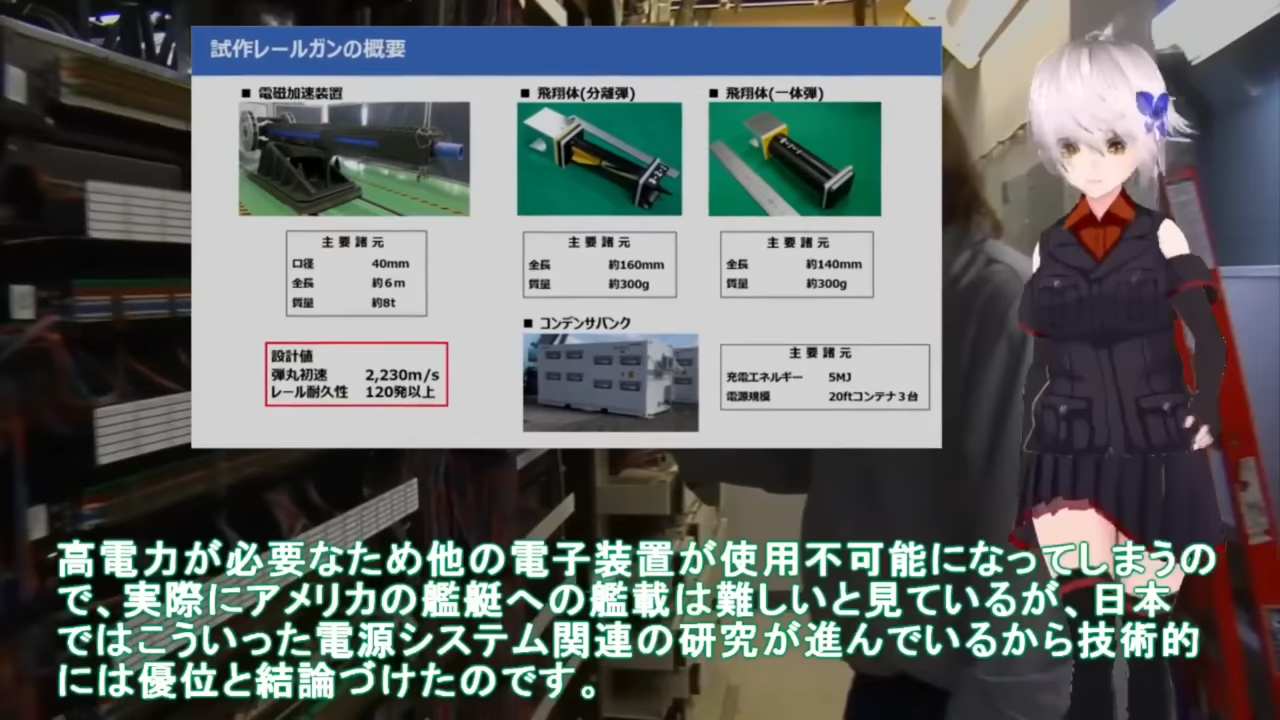 試作レールガンの概要
■ 電磁加速装置
■ 飛翔体(分離弾)
■ 飛翔体(一体弾)
主要諸元
口径 40mm
全長 約6m
質量 約8t
主要諸元
全長 約160mm
質量 約300g
主要諸元
全長 約140mm
質量 約300g
設計値
弾丸初速 2,230m/s
レール耐久性 120発以上
■ コンデンサバンク
主要諸元
充電エネルギー 5MJ
電源規模 20ftコンテナ3台
高電力が必要なため他の電子装置が使用不可能になってしまうの
で、実際にアメリカの艦艇への艦載は難しいと見ているが、日本
ではこういった電源システム関連の研究が進んでいるから技術的
には優位と結論づけたのです。